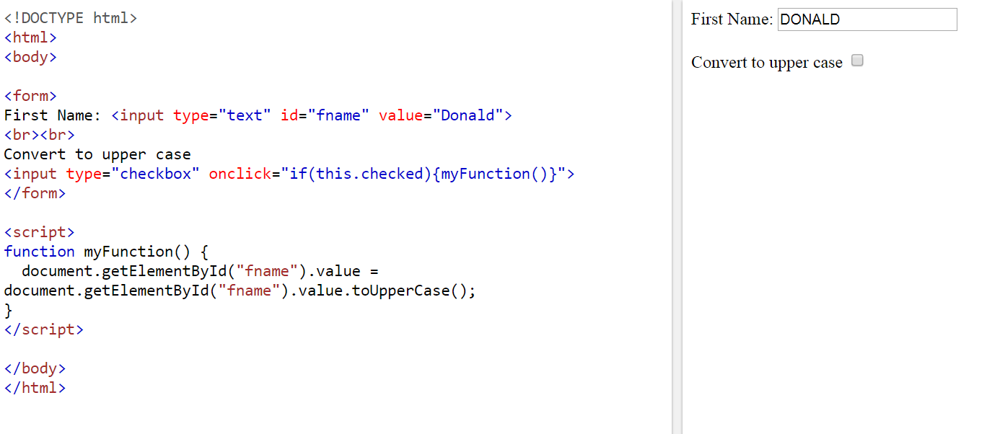 <!DOCTYPE html>
<html>
<body>
<form>
First Name: <input type="text" id="fname" value="Donald">
<br><br>
Convert to upper case
<input type="checkbox" onclick="if(this.checked){myFunction()}">
</form>
<script>
function myFunction() {
  document.getElementById("fname").value =
document.getElementById("fname").value.toUpperCase();
}
</script>
</body>
</html>
First Name: DONALD
Convert to upper case